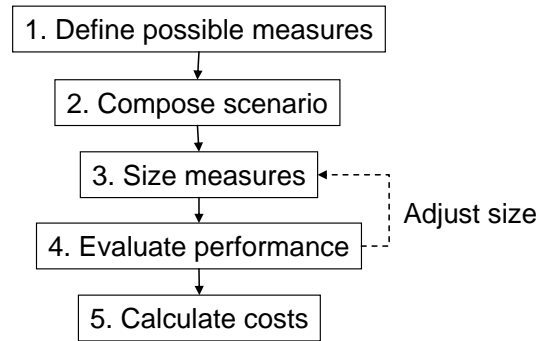 1. Define possible measures
2. Compose scenario
3. Size measures
Adjust size
4. Evaluate performance
5. Calculate costs